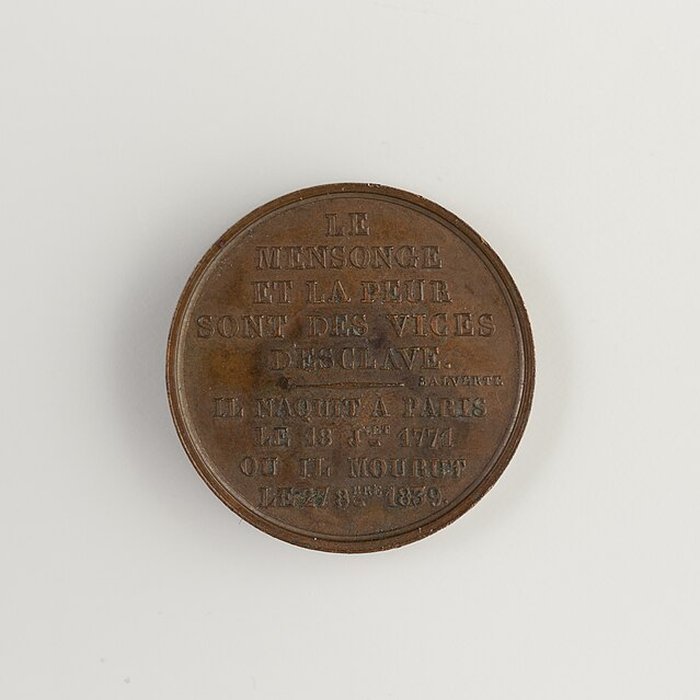 LE
MENSONGE
ET LA PEUR
SONT DES VICES
D'ESCLAVE.
SALVERTE
IL NAQUIT A PARIS
LE 18 J.ET 1771
OU IL MOURUT
LE 27 8.BRE 1839.